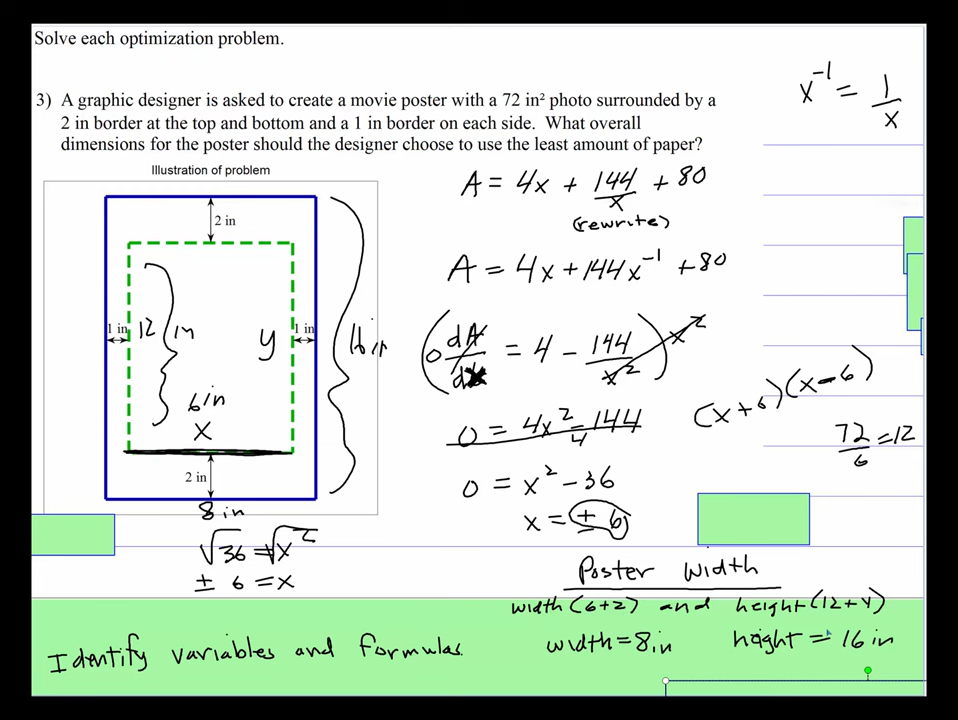 Solve each optimization problem.
x⁻¹ = 1/x
3) A graphic designer is asked to create a movie poster with a 72 in² photo surrounded by a
2 in border at the top and bottom and a 1 in border on each side. What overall
dimensions for the poster should the designer choose to use the least amount of paper?
Illustration of problem
2 in
1 in
12 in
y
1 in
16 in
6 in
x
2 in
8 in
√36 = √x²
± 6 = x
A = 4x + 144/x + 80
(rewrite)
A = 4x + 144x⁻¹ + 80
(0 dA/dx = 4 - 144/x²) x²
0 = 4x² - 144
4
(x+6)(x-6)
72/6 = 12
0 = x² - 36
x = ± 6
Poster Width
width (6+2) and height (12+4)
width = 8 in height = 16 in
Identify variables and formulas.